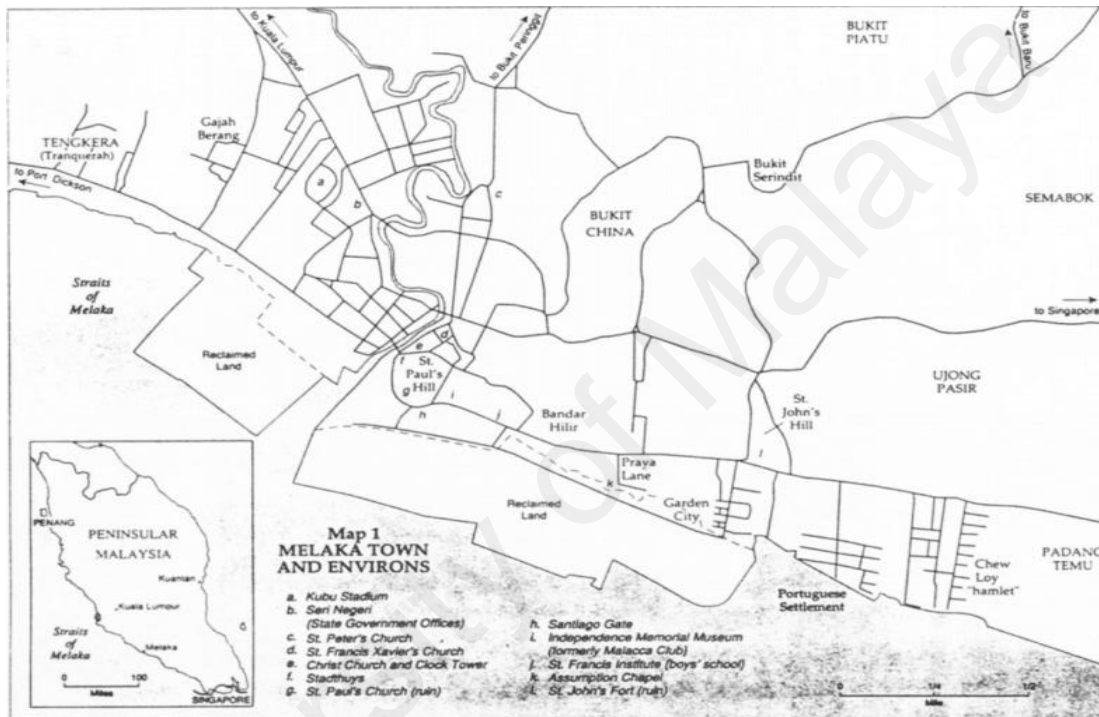 to Kuala Lumpur
to Bukit Paringgit
BUKIT
PIATU
to Bukit Baru
Gajah
Berang
TENGKERA
(Tranquerah)
to Port Dickson
a
b
c
Bukit
Serindit
BUKIT
CHINA
SEMABOK
Straits
of
Melaka
to Singapore
Reclaimed
Land
d
e
f
St.
Paul's
Hill
g
h
i
j
Bandar
Hilir
UJONG
PASIR
St.
John's
Hill
l
Praya
Lane
k
Garden
City
Reclaimed
Land
Chew
Loy
"hamlet"
PADANG
TEMU
Portuguese
Settlement
PENANG
PENINSULAR
MALAYSIA
Kuantan
Kuala Lumpur
Straits
of
Melaka
Melaka
SINGAPORE
0 100
Miles
Map 1
MELAKA TOWN
AND ENVIRONS
a. Kubu Stadium
b. Seri Negeri
(State Government Offices)
c. St. Peter's Church
d. St. Francis Xavier's Church
e. Christ Church and Clock Tower
f. Stadthuys
g. St. Paul's Church (ruin)
h. Santiago Gate
i. Independence Memorial Museum
(formerly Malacca Club)
j. St. Francis Institute (boys' school)
k. Assumption Chapel
l. St. John's Fort (ruin)
0 1/4 1/2
Mile
University of Malaya